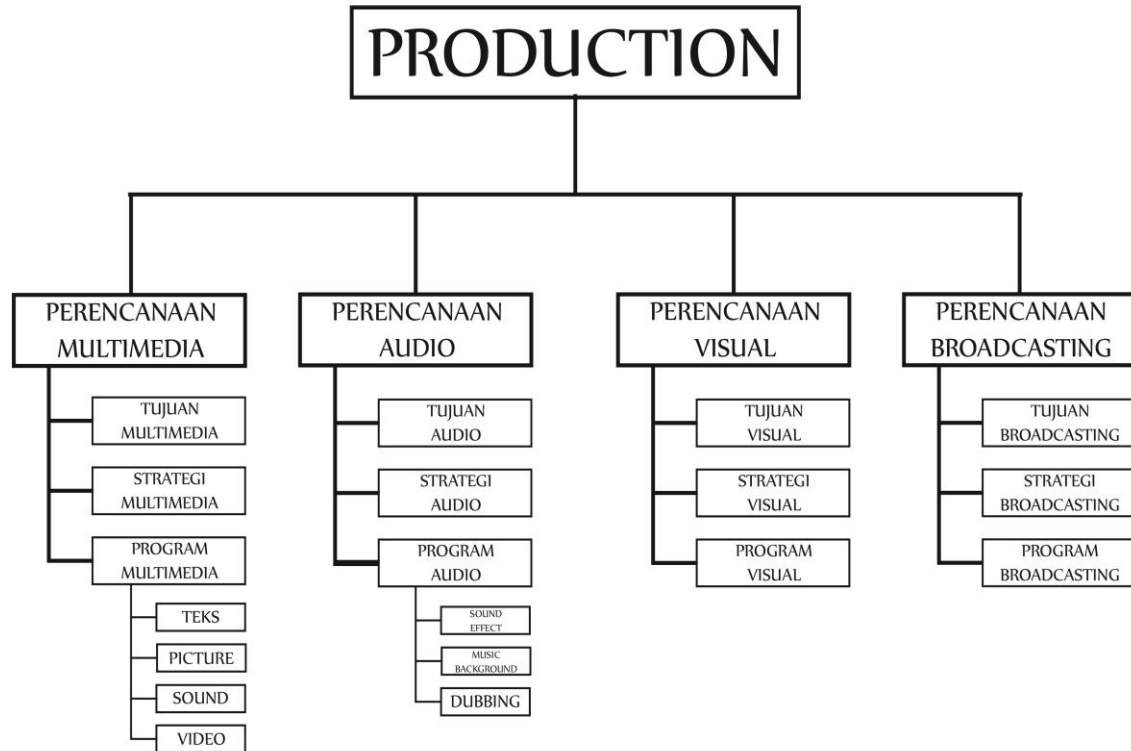 PRODUCTION
PERENCANAAN
MULTIMEDIA
TUJUAN
MULTIMEDIA
STRATEGI
MULTIMEDIA
PROGRAM
MULTIMEDIA
TEKS
PICTURE
SOUND
VIDEO
PERENCANAAN
AUDIO
TUJUAN
AUDIO
STRATEGI
AUDIO
PROGRAM
AUDIO
SOUND
EFFECT
MUSIC
BACKGROUND
DUBBING
PERENCANAAN
VISUAL
TUJUAN
VISUAL
STRATEGI
VISUAL
PROGRAM
VISUAL
PERENCANAAN
BROADCASTING
TUJUAN
BROADCASTING
STRATEGI
BROADCASTING
PROGRAM
BROADCASTING